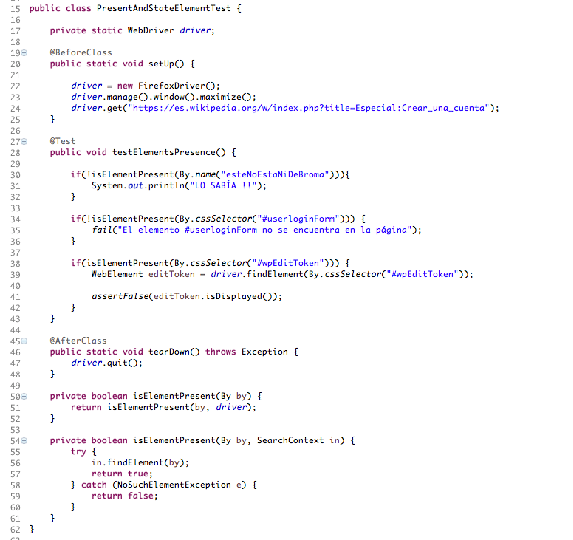 15 public class PresentAndStateElementTest {
16
17 private static WebDriver driver;
18
19 @BeforeClass
20 public static void setUp() {
21
22 driver = new FirefoxDriver();
23 driver.manage().window().maximize();
24 driver.get("https://es.wikipedia.org/w/index.php?title=Especial:Crear_una_cuenta");
25 }
26
27 @Test
28 public void testElementsPresence() {
29
30 if(!isElementPresent(By.name("esteNoEstaNiDeBroma"))){
31 System.out.println("LO SABÍA !!");
32 }
33
34 if(!isElementPresent(By.cssSelector("#userloginForm"))) {
35 fail("El elemento #userloginForm no se encuentra en la página");
36 }
37
38 if(isElementPresent(By.cssSelector("#wpEditToken"))) {
39 WebElement editToken = driver.findElement(By.cssSelector("#wpEditToken"));
40
41 assertFalse(editToken.isDisplayed());
42 }
43 }
44
45 @AfterClass
46 public static void tearDown() throws Exception {
47 driver.quit();
48 }
49
50 private boolean isElementPresent(By by) {
51 return isElementPresent(by, driver);
52 }
53
54 private boolean isElementPresent(By by, SearchContext in) {
55 try {
56 in.findElement(by);
57 return true;
58 } catch (NoSuchElementException e) {
59 return false;
60 }
61 }
62 }